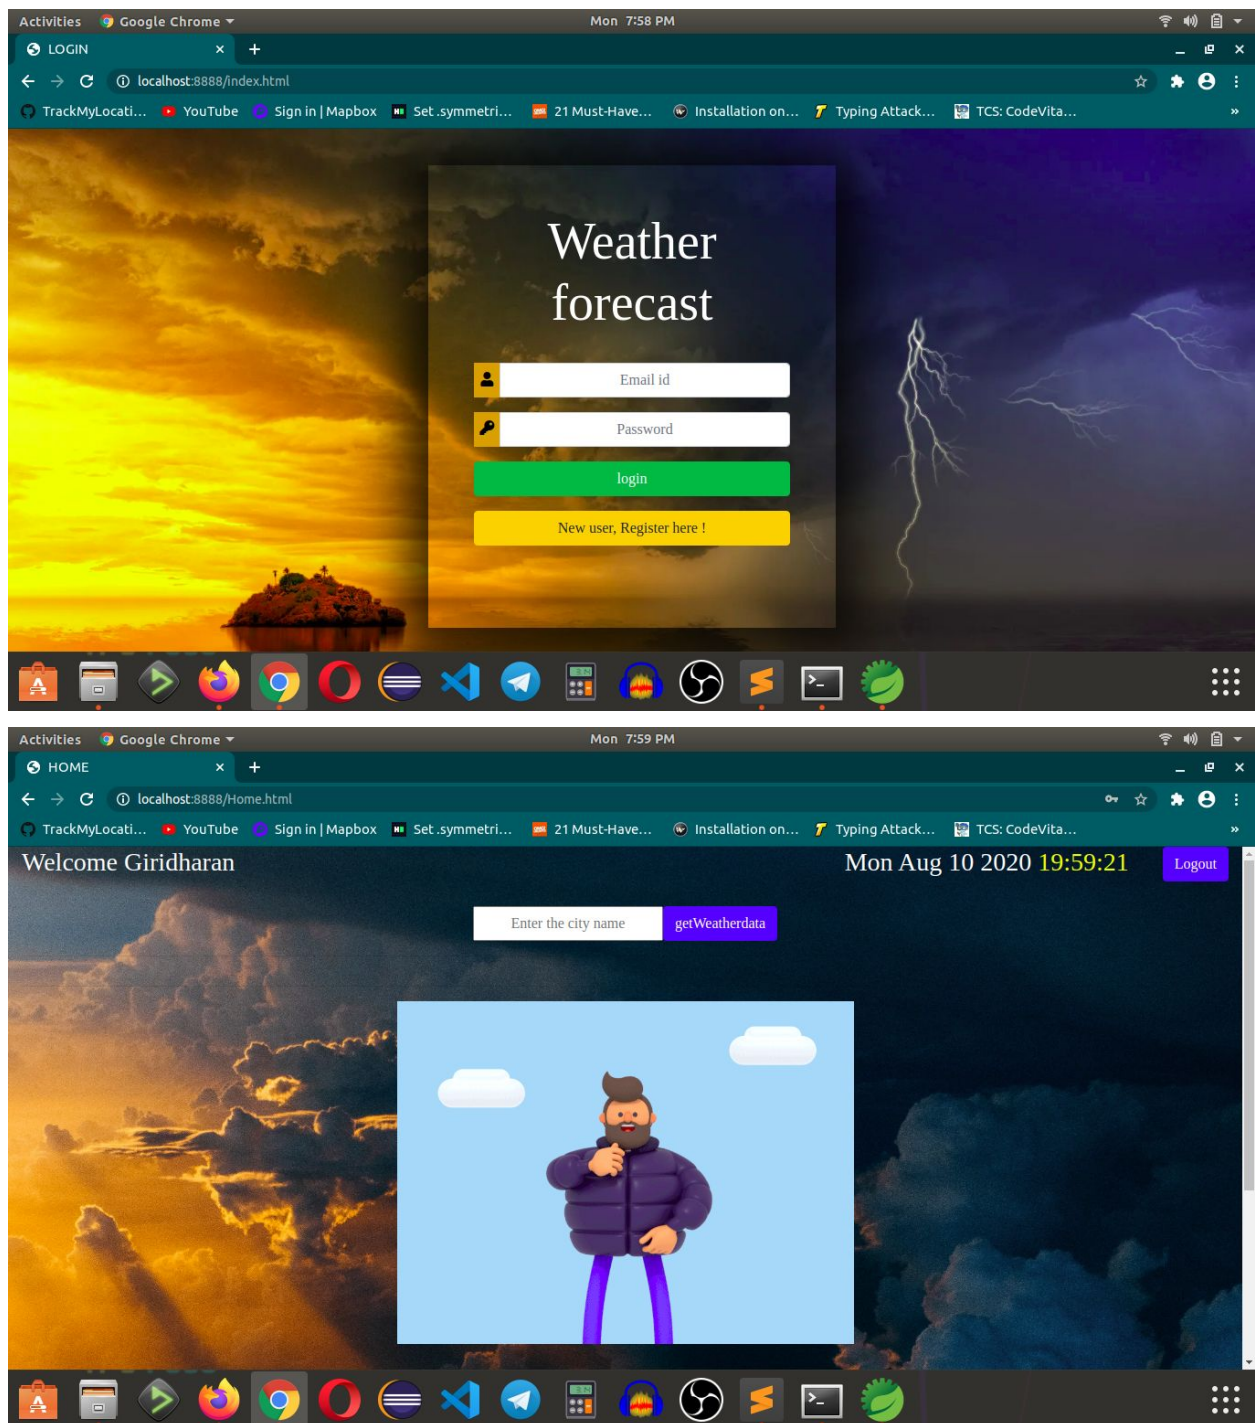 Activities Google Chrome Mon 7:58 PM
LOGIN
localhost:8888/index.html
TrackMyLocati... YouTube Sign in | Mapbox Set .symmetri... 21 Must-Have... Installation on... Typing Attack... TCS: CodeVita... »
Weather
forecast
Email id
Password
login
New user, Register here !
Activities Google Chrome Mon 7:59 PM
HOME
localhost:8888/Home.html
TrackMyLocati... YouTube Sign in | Mapbox Set .symmetri... 21 Must-Have... Installation on... Typing Attack... TCS: CodeVita... »
Welcome Giridharan Mon Aug 10 2020 19:59:21 Logout
Enter the city name getWeatherdata